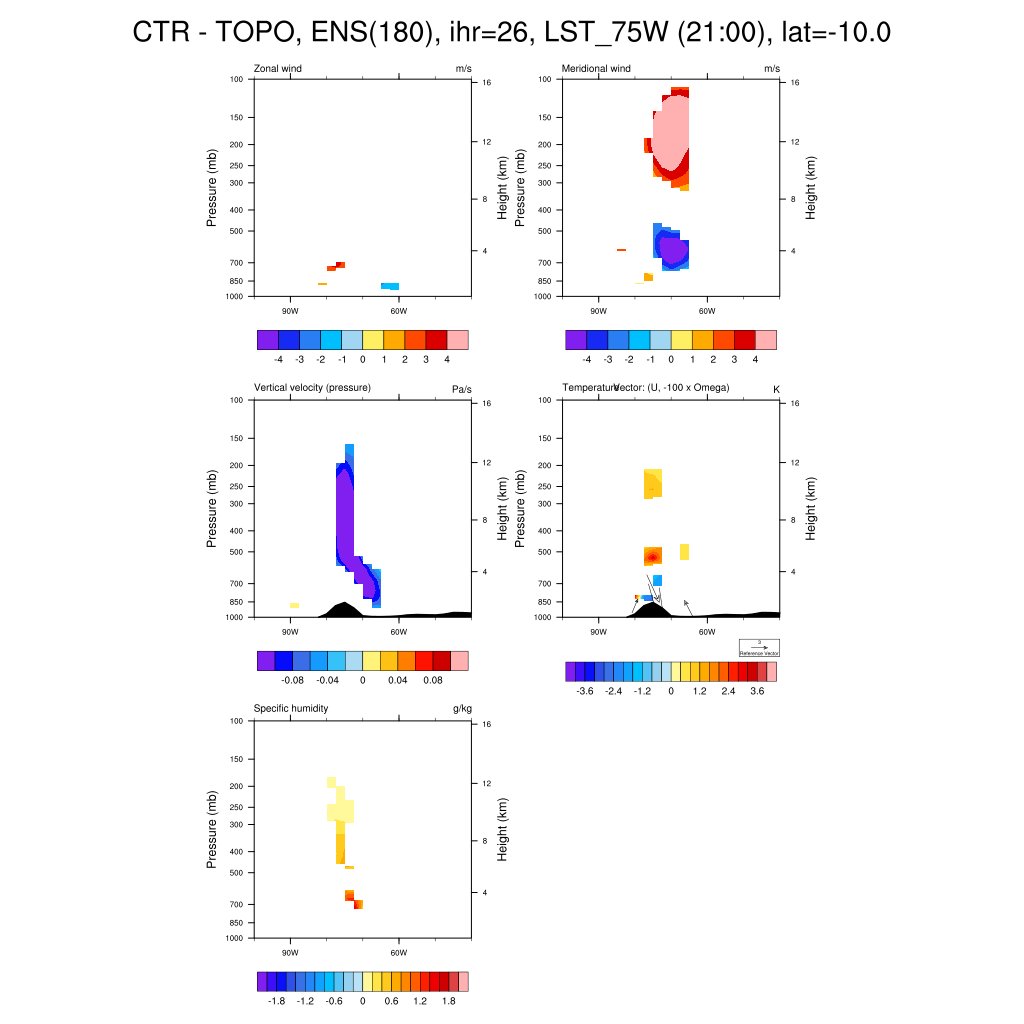 CTR - TOPO, ENS(180), ihr=26, LST_75W (21:00), lat=-10.0
Zonal wind m/s
100
150
200
250
300
400
500
700
850
1000
Pressure (mb)
16
12
8
4
Height (km)
90W 60W
-4 -3 -2 -1 0 1 2 3 4
Meridional wind m/s
100
150
200
250
300
400
500
700
850
1000
Pressure (mb)
16
12
8
4
Height (km)
90W 60W
-4 -3 -2 -1 0 1 2 3 4
Vertical velocity (pressure) Pa/s
100
150
200
250
300
400
500
700
850
1000
Pressure (mb)
16
12
8
4
Height (km)
90W 60W
-0.08 -0.04 0 0.04 0.08
Temperature Vector: (U, -100 x Omega) K
100
150
200
250
300
400
500
700
850
1000
Pressure (mb)
16
12
8
4
Height (km)
90W 60W
3
Reference Vector
-3.6 -2.4 -1.2 0 1.2 2.4 3.6
Specific humidity g/kg
100
150
200
250
300
400
500
700
850
1000
Pressure (mb)
16
12
8
4
Height (km)
90W 60W
-1.8 -1.2 -0.6 0 0.6 1.2 1.8